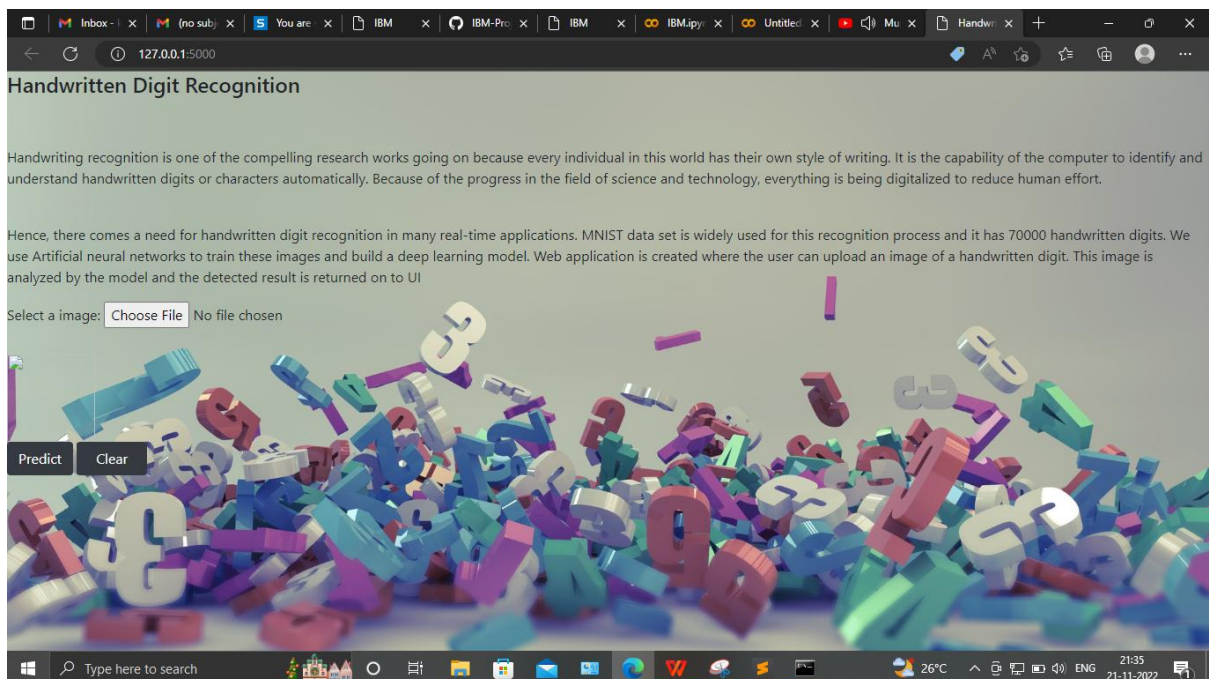 Inbox -
(no subj
You are
IBM
IBM-Pro
IBM
IBM.ipyn
Untitled
Mu
Handwri
127.0.0.1:5000
Handwritten Digit Recognition
Handwriting recognition is one of the compelling research works going on because every individual in this world has their own style of writing. It is the capability of the computer to identify and
understand handwritten digits or characters automatically. Because of the progress in the field of science and technology, everything is being digitalized to reduce human effort.
Hence, there comes a need for handwritten digit recognition in many real-time applications. MNIST data set is widely used for this recognition process and it has 70000 handwritten digits. We
use Artificial neural networks to train these images and build a deep learning model. Web application is created where the user can upload an image of a handwritten digit. This image is
analyzed by the model and the detected result is returned on to UI
Select a image: Choose File No file chosen
Predict Clear
Type here to search
26°C ENG 21:35
21-11-2022